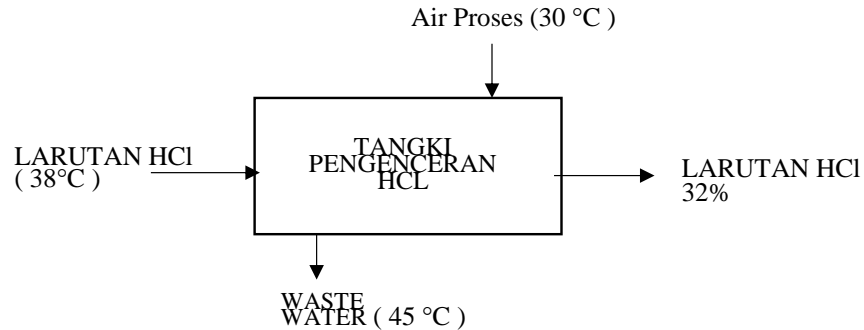 Air Proses (30 °C )
LARUTAN HCl
( 38°C )
TANGKI
PENGENCERAN
HCL
LARUTAN HCl
32%
WASTE
WATER ( 45 °C )